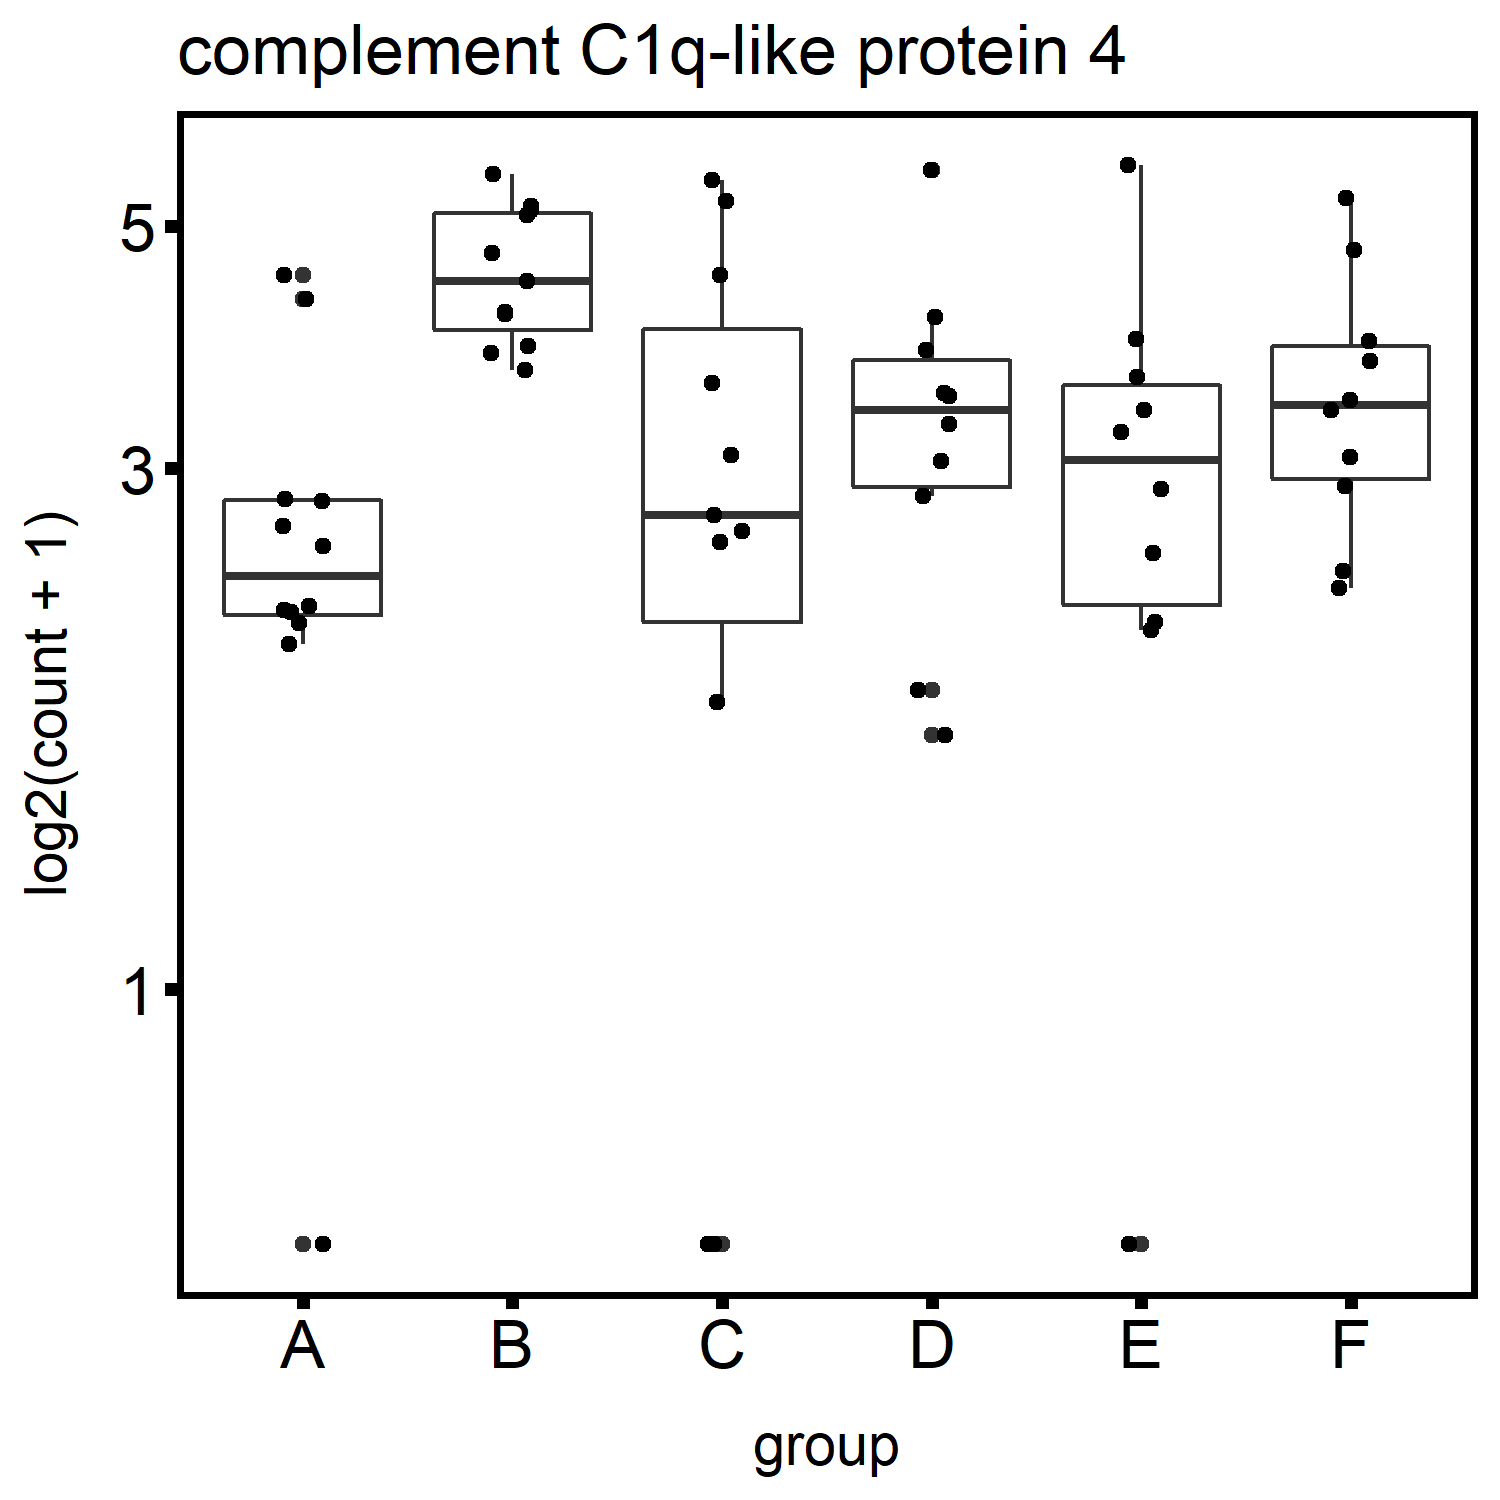 complement C1q-like protein 4
log2(count + 1)
5
3
1
A B C D E F
group